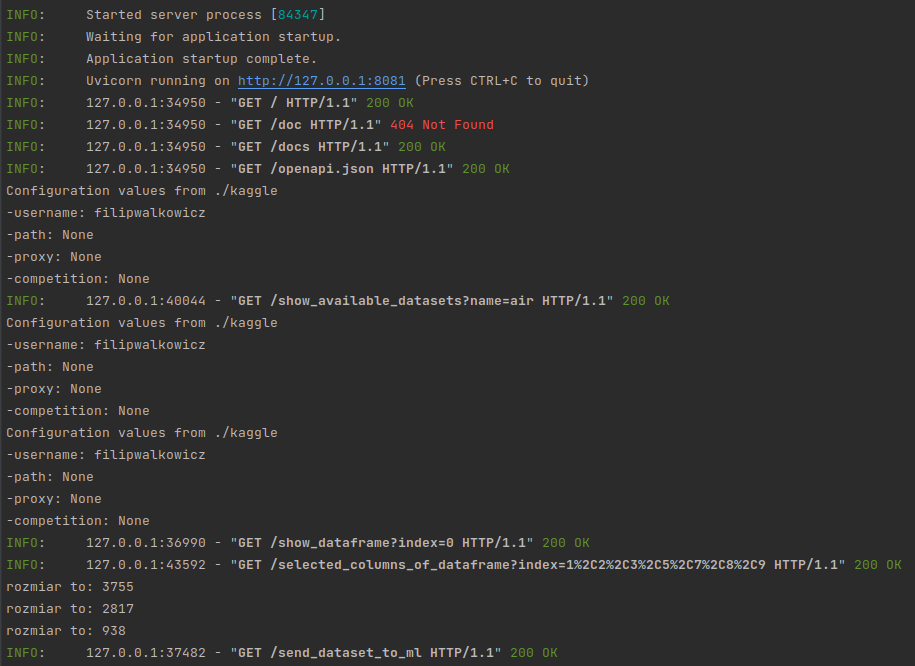 INFO:     Started server process [84347]
INFO:     Waiting for application startup.
INFO:     Application startup complete.
INFO:     Uvicorn running on http://127.0.0.1:8081 (Press CTRL+C to quit)
INFO:     127.0.0.1:34950 - "GET / HTTP/1.1" 200 OK
INFO:     127.0.0.1:34950 - "GET /doc HTTP/1.1" 404 Not Found
INFO:     127.0.0.1:34950 - "GET /docs HTTP/1.1" 200 OK
INFO:     127.0.0.1:34950 - "GET /openapi.json HTTP/1.1" 200 OK
Configuration values from ./kaggle
-username: filipwalkowicz
-path: None
-proxy: None
-competition: None
INFO:     127.0.0.1:40044 - "GET /show_available_datasets?name=air HTTP/1.1" 200 OK
Configuration values from ./kaggle
-username: filipwalkowicz
-path: None
-proxy: None
-competition: None
Configuration values from ./kaggle
-username: filipwalkowicz
-path: None
-proxy: None
-competition: None
INFO:     127.0.0.1:36990 - "GET /show_dataframe?index=0 HTTP/1.1" 200 OK
INFO:     127.0.0.1:43592 - "GET /selected_columns_of_dataframe?index=1%2C2%2C3%2C5%2C7%2C8%2C9 HTTP/1.1" 200 OK
rozmiar to: 3755
rozmiar to: 2817
rozmiar to: 938
INFO:     127.0.0.1:37482 - "GET /send_dataset_to_ml HTTP/1.1" 200 OK